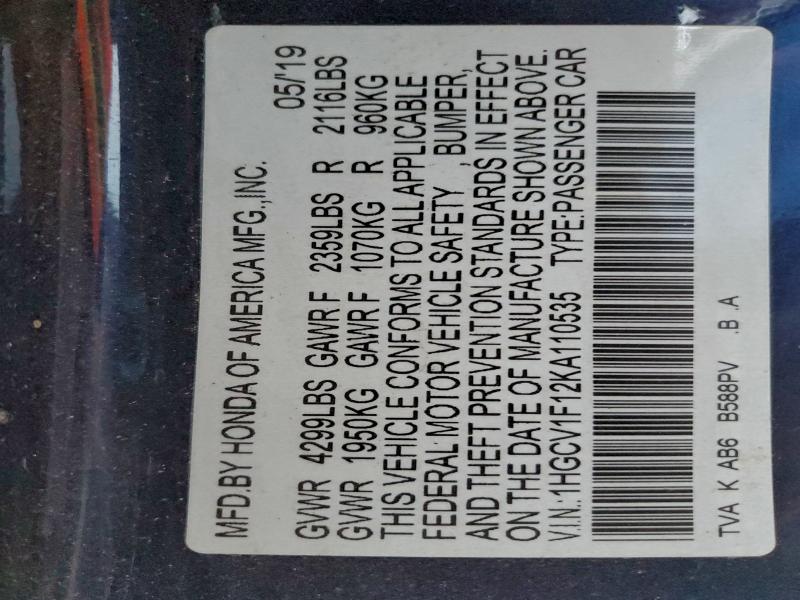 MFD.BY HONDA OF AMERICA MFG.,INC. 05/'19
GVWR 4299LBS GAWR F 2359LBS R 2116LBS
GVWR 1950KG GAWR F 1070KG R 960KG
THIS VEHICLE CONFORMS TO ALL APPLICABLE
FEDERAL MOTOR VEHICLE SAFETY , BUMPER,
AND THEFT PREVENTION STANDARDS IN EFFECT
ON THE DATE OF MANUFACTURE SHOWN ABOVE.
V.I.N.:1HGCV1F12KA110535 TYPE:PASSENGER CAR
TVA K AB6 B588PV .B .A